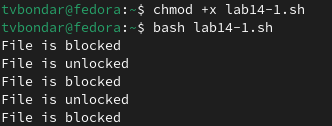 tvbondar@fedora:~$ chmod +x lab14-1.sh
tvbondar@fedora:~$ bash lab14-1.sh
File is blocked
File is unlocked
File is blocked
File is unlocked
File is blocked